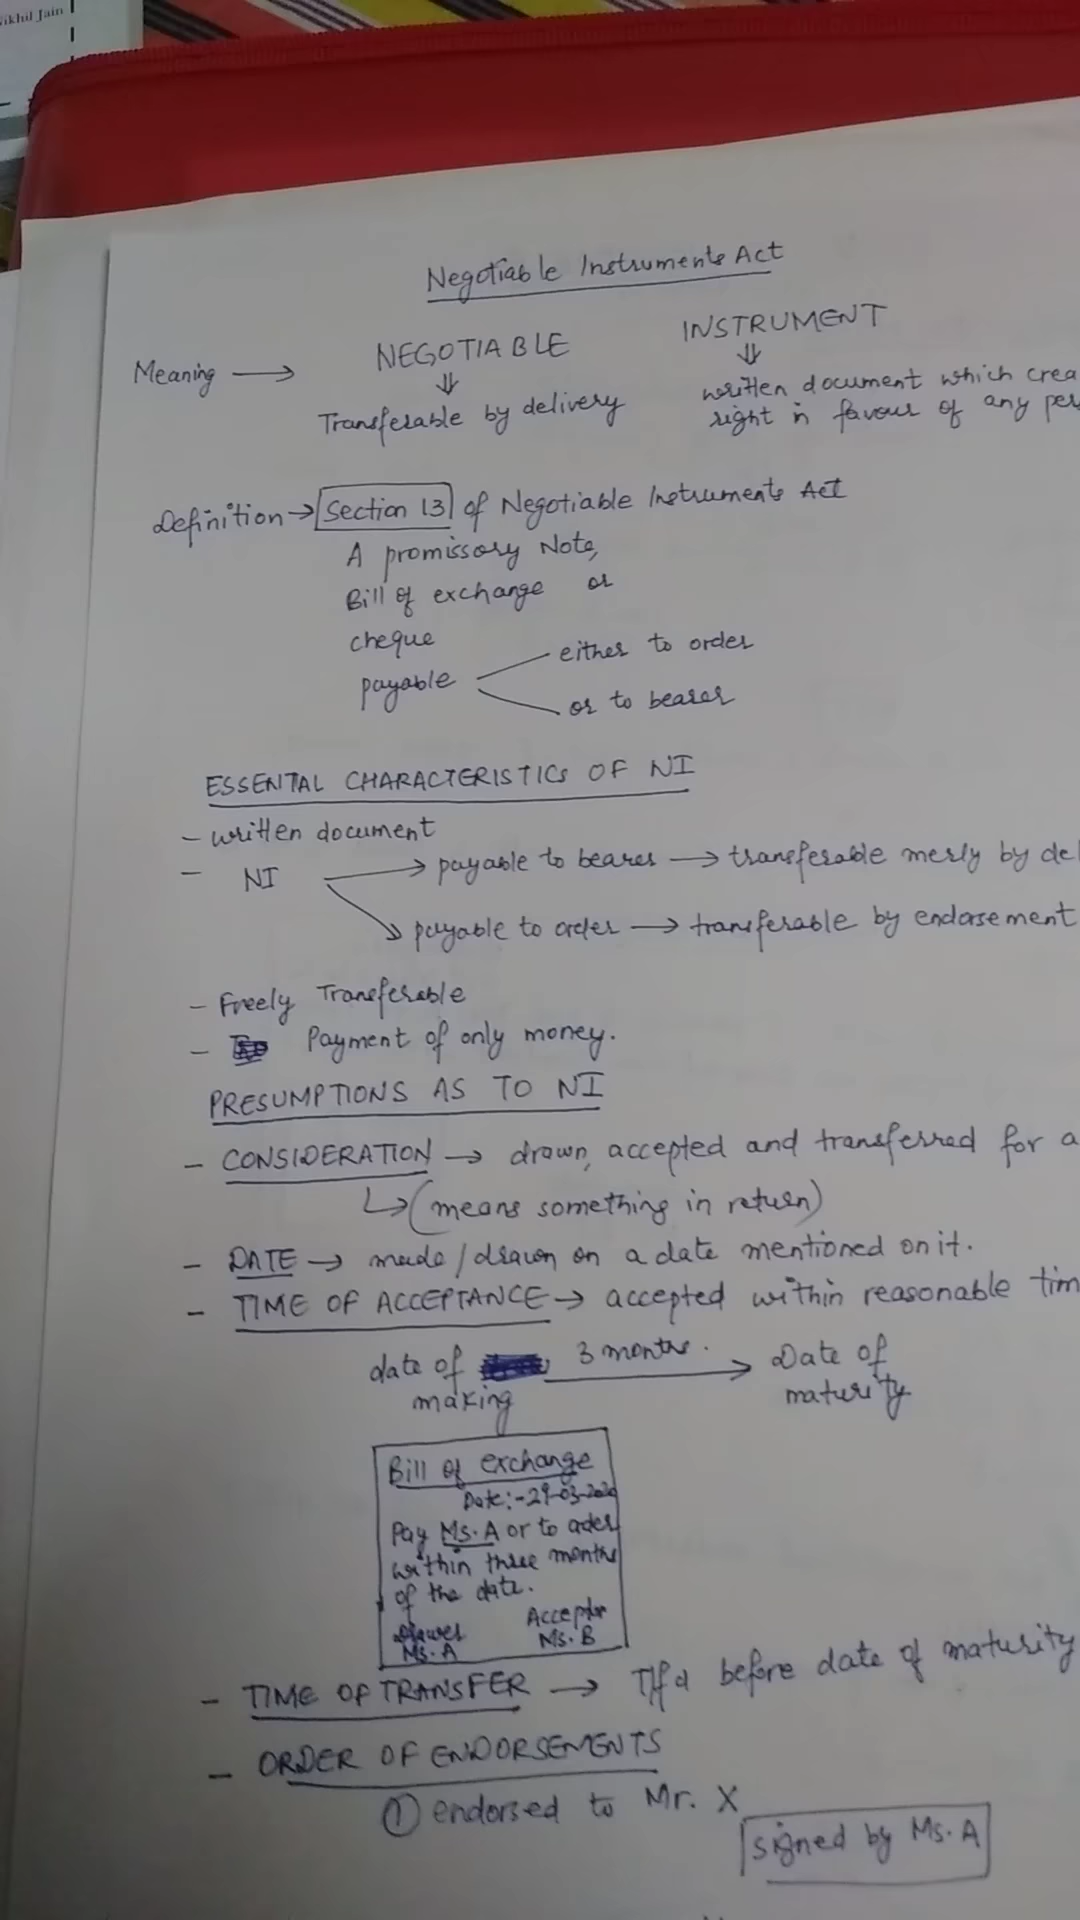 ikhil Jain
Negotiable Instruments Act
Meaning → NEGOTIABLE INSTRUMENT
⇓ ⇓
Transferable by delivery written document which crea
right in favour of any per
Definition → Section 13 of Negotiable Instruments Act
A promissory Note,
Bill of exchange or
cheque
payable either to order
or to bearer
ESSENTAL CHARACTERISTICS OF NI
- written document
- NI → payable to bearer → transferable merly by del
→ payable to order → transferable by endorsement
- Freely Transferable
- Payment of only money.
PRESUMPTIONS AS TO NI
- CONSIDERATION → drawn, accepted and transferred for a
↳ (means something in return)
- DATE → made/drawn on a date mentioned on it.
- TIME OF ACCEPTANCE → accepted within reasonable tim
date of making 3 months. → Date of maturity
Bill of exchange
Date:-29-03-2020
Pay Ms. A or to order
within three months
of the date.
Drawer Acceptor
Ms. A Ms. B
- TIME OF TRANSFER → Tfd before date of maturity
- ORDER OF ENDORSEMENTS
① endorsed to Mr. X
signed by Ms. A